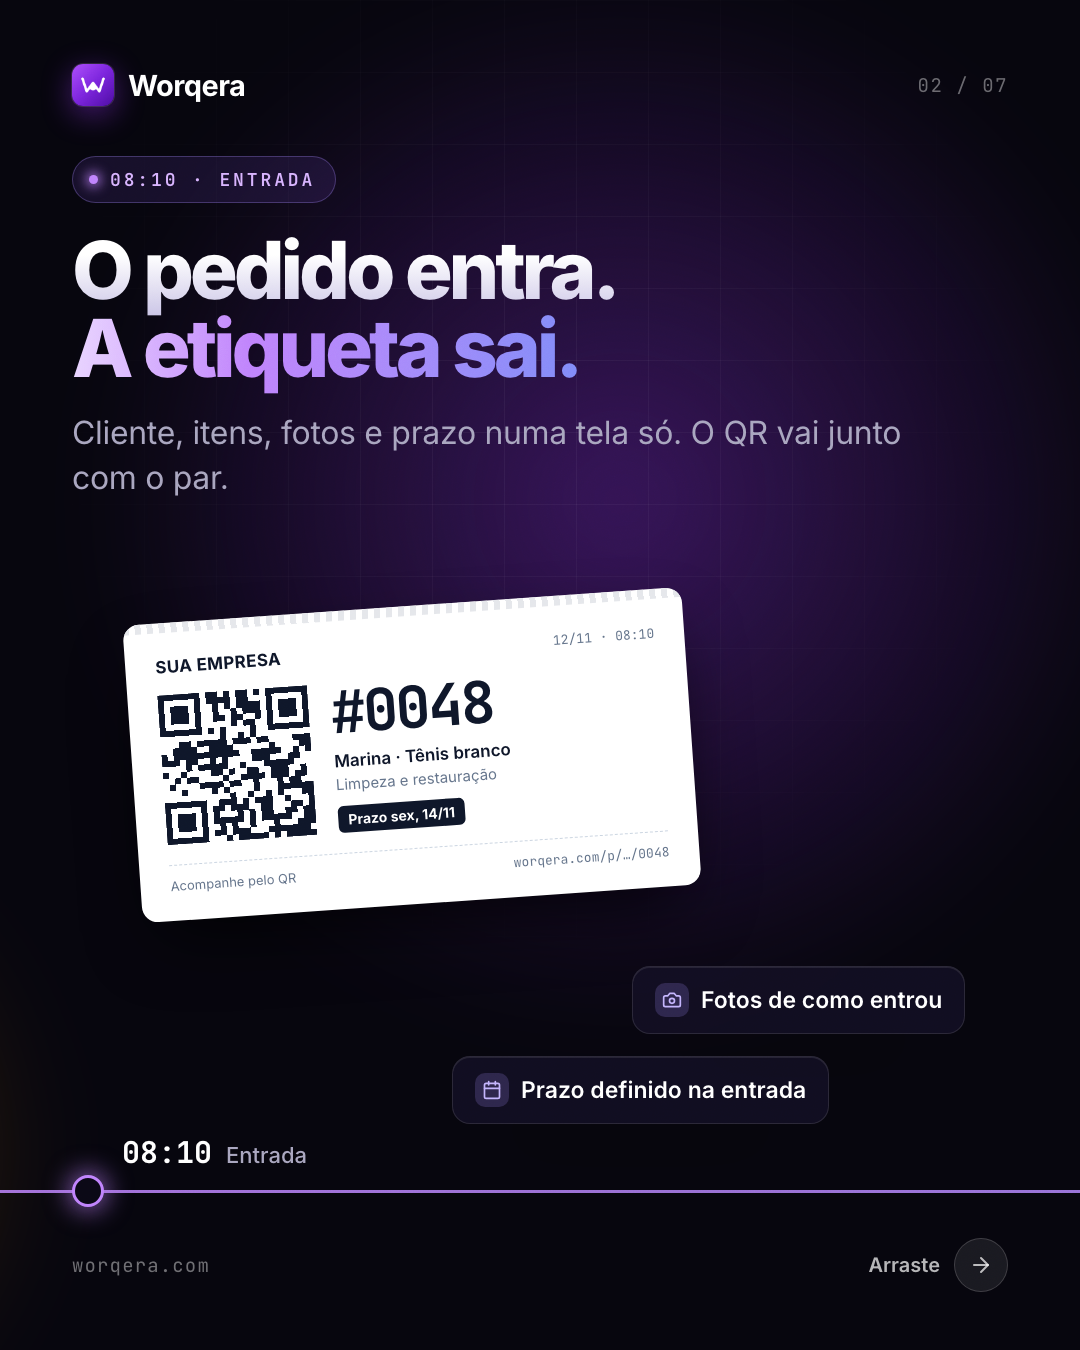 Worqera
02 / 07
08:10 · ENTRADA
O pedido entra.
A etiqueta sai.
Cliente, itens, fotos e prazo numa tela só. O QR vai junto
com o par.
SUA EMPRESA
12/11 · 08:10
#0048
Marina · Tênis branco
Limpeza e restauração
Prazo sex, 14/11
Acompanhe pelo QR
worqera.com/p/…/0048
Fotos de como entrou
Prazo definido na entrada
08:10 Entrada
worqera.com
Arraste